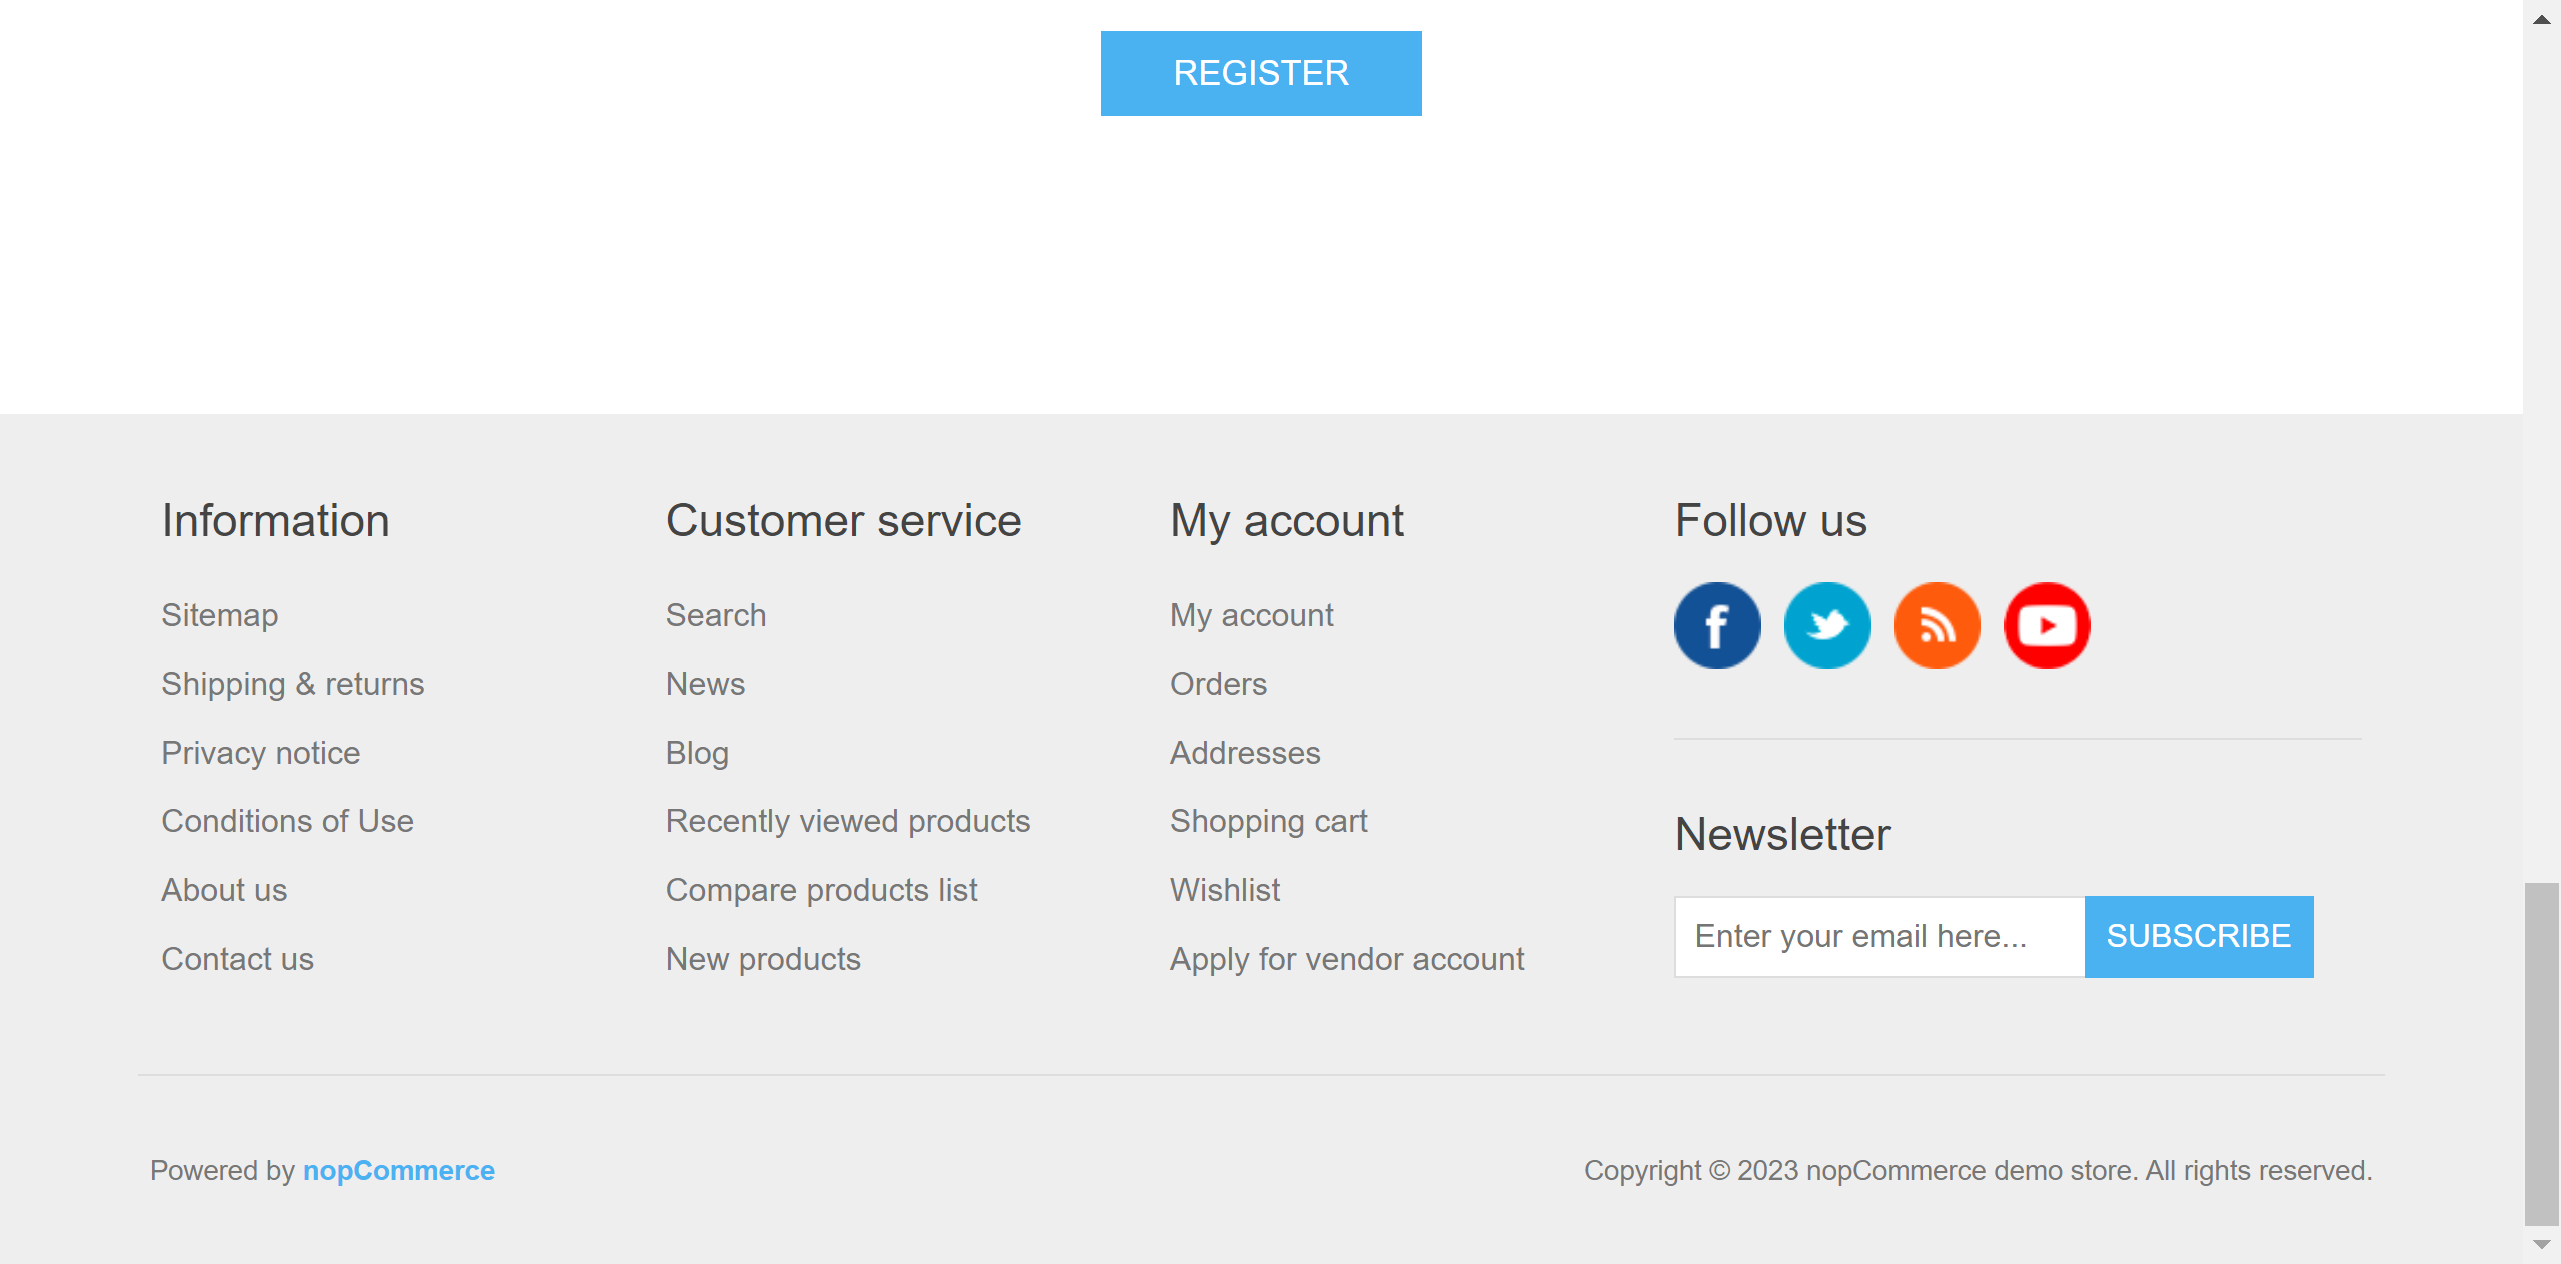 REGISTER
Information
Sitemap
Shipping & returns
Privacy notice
Conditions of Use
About us
Contact us
Customer service
Search
News
Blog
Recently viewed products
Compare products list
New products
My account
My account
Orders
Addresses
Shopping cart
Wishlist
Apply for vendor account
Follow us
Newsletter
Enter your email here... SUBSCRIBE
Powered by nopCommerce
Copyright © 2023 nopCommerce demo store. All rights reserved.